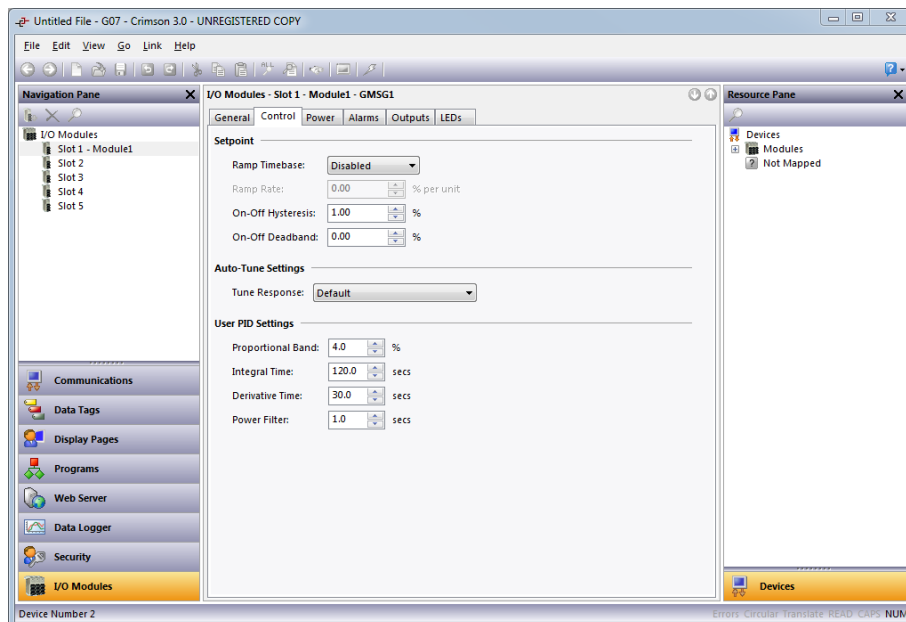 Untitled File - G07 - Crimson 3.0 - UNREGISTERED COPY
File Edit View Go Link Help
Navigation Pane
I/O Modules
Slot 1 - Module1
Slot 2
Slot 3
Slot 4
Slot 5
Communications
Data Tags
Display Pages
Programs
Web Server
Data Logger
Security
I/O Modules
I/O Modules - Slot 1 - Module1 - GMSG1
General Control Power Alarms Outputs LEDs
Setpoint
Ramp Timebase: Disabled
Ramp Rate: 0.00 % per unit
On-Off Hysteresis: 1.00 %
On-Off Deadband: 0.00 %
Auto-Tune Settings
Tune Response: Default
User PID Settings
Proportional Band: 4.0 %
Integral Time: 120.0 secs
Derivative Time: 30.0 secs
Power Filter: 1.0 secs
Resource Pane
Devices
Modules
Not Mapped
Devices
Device Number 2
Errors Circular Translate READ CAPS NUM